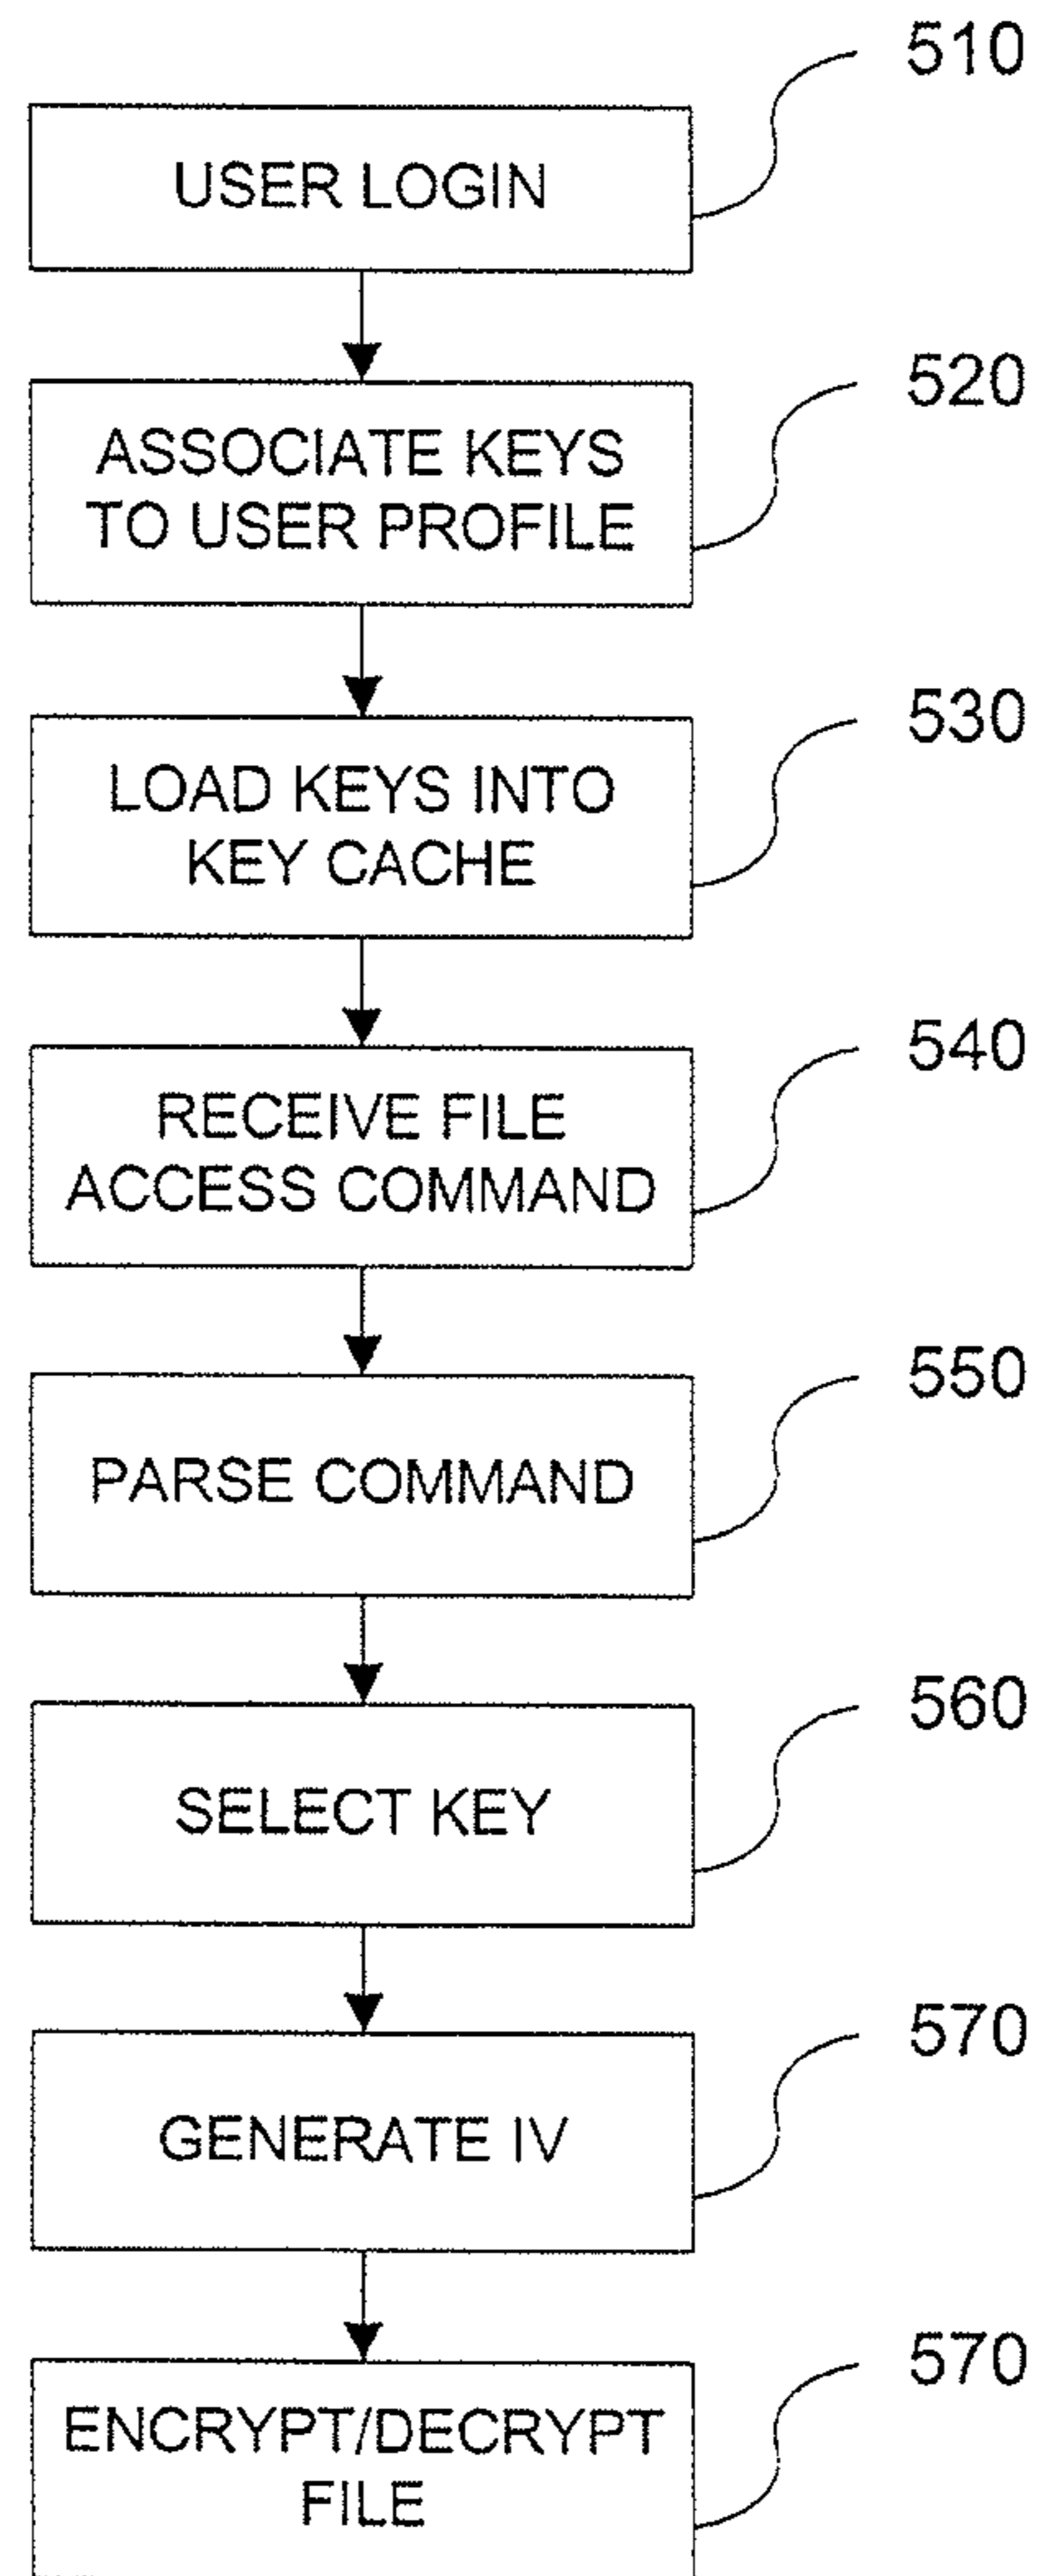 510
USER LOGIN
520
ASSOCIATE KEYS
TO USER PROFILE
530
LOAD KEYS INTO
KEY CACHE
540
RECEIVE FILE
ACCESS COMMAND
550
PARSE COMMAND
560
SELECT KEY
570
GENERATE IV
570
ENCRYPT/DECRYPT
FILE